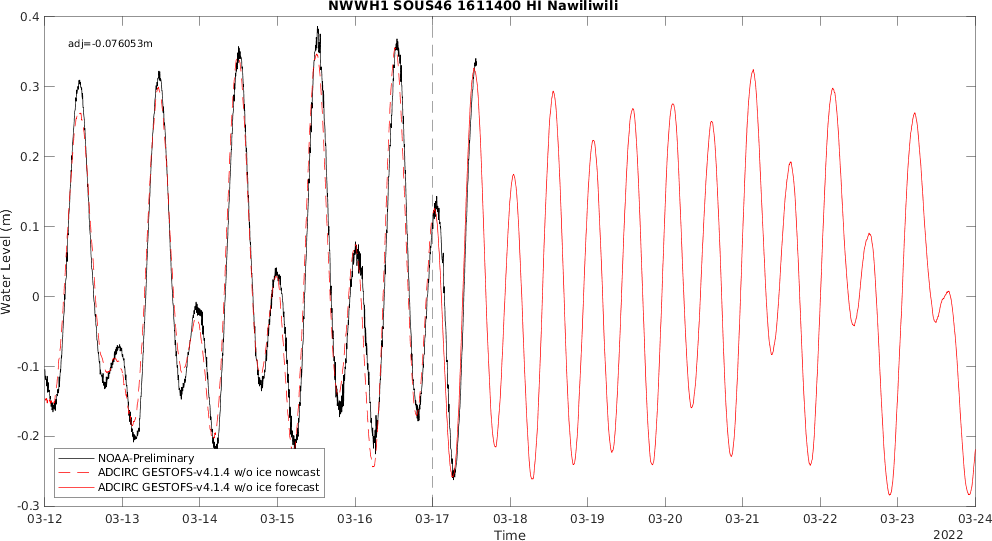 NWWH1 SOUS46 1611400 HI Nawiliwili
adj=-0.076053m
Water Level (m)
0.4
0.3
0.2
0.1
0
-0.1
-0.2
-0.3
NOAA-Preliminary
ADCIRC GESTOFS-v4.1.4 w/o ice nowcast
ADCIRC GESTOFS-v4.1.4 w/o ice forecast
03-12 03-13 03-14 03-15 03-16 03-17 03-18 03-19 03-20 03-21 03-22 03-23 03-24
Time
2022